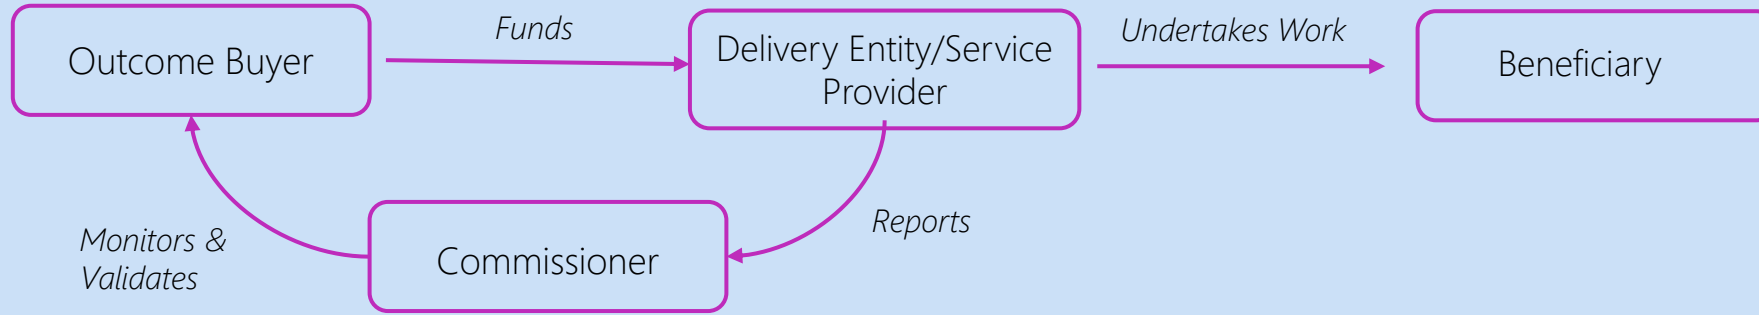 Outcome Buyer
Funds
Delivery Entity/Service
Provider
Undertakes Work
Beneficiary
Monitors &
Validates
Commissioner
Reports